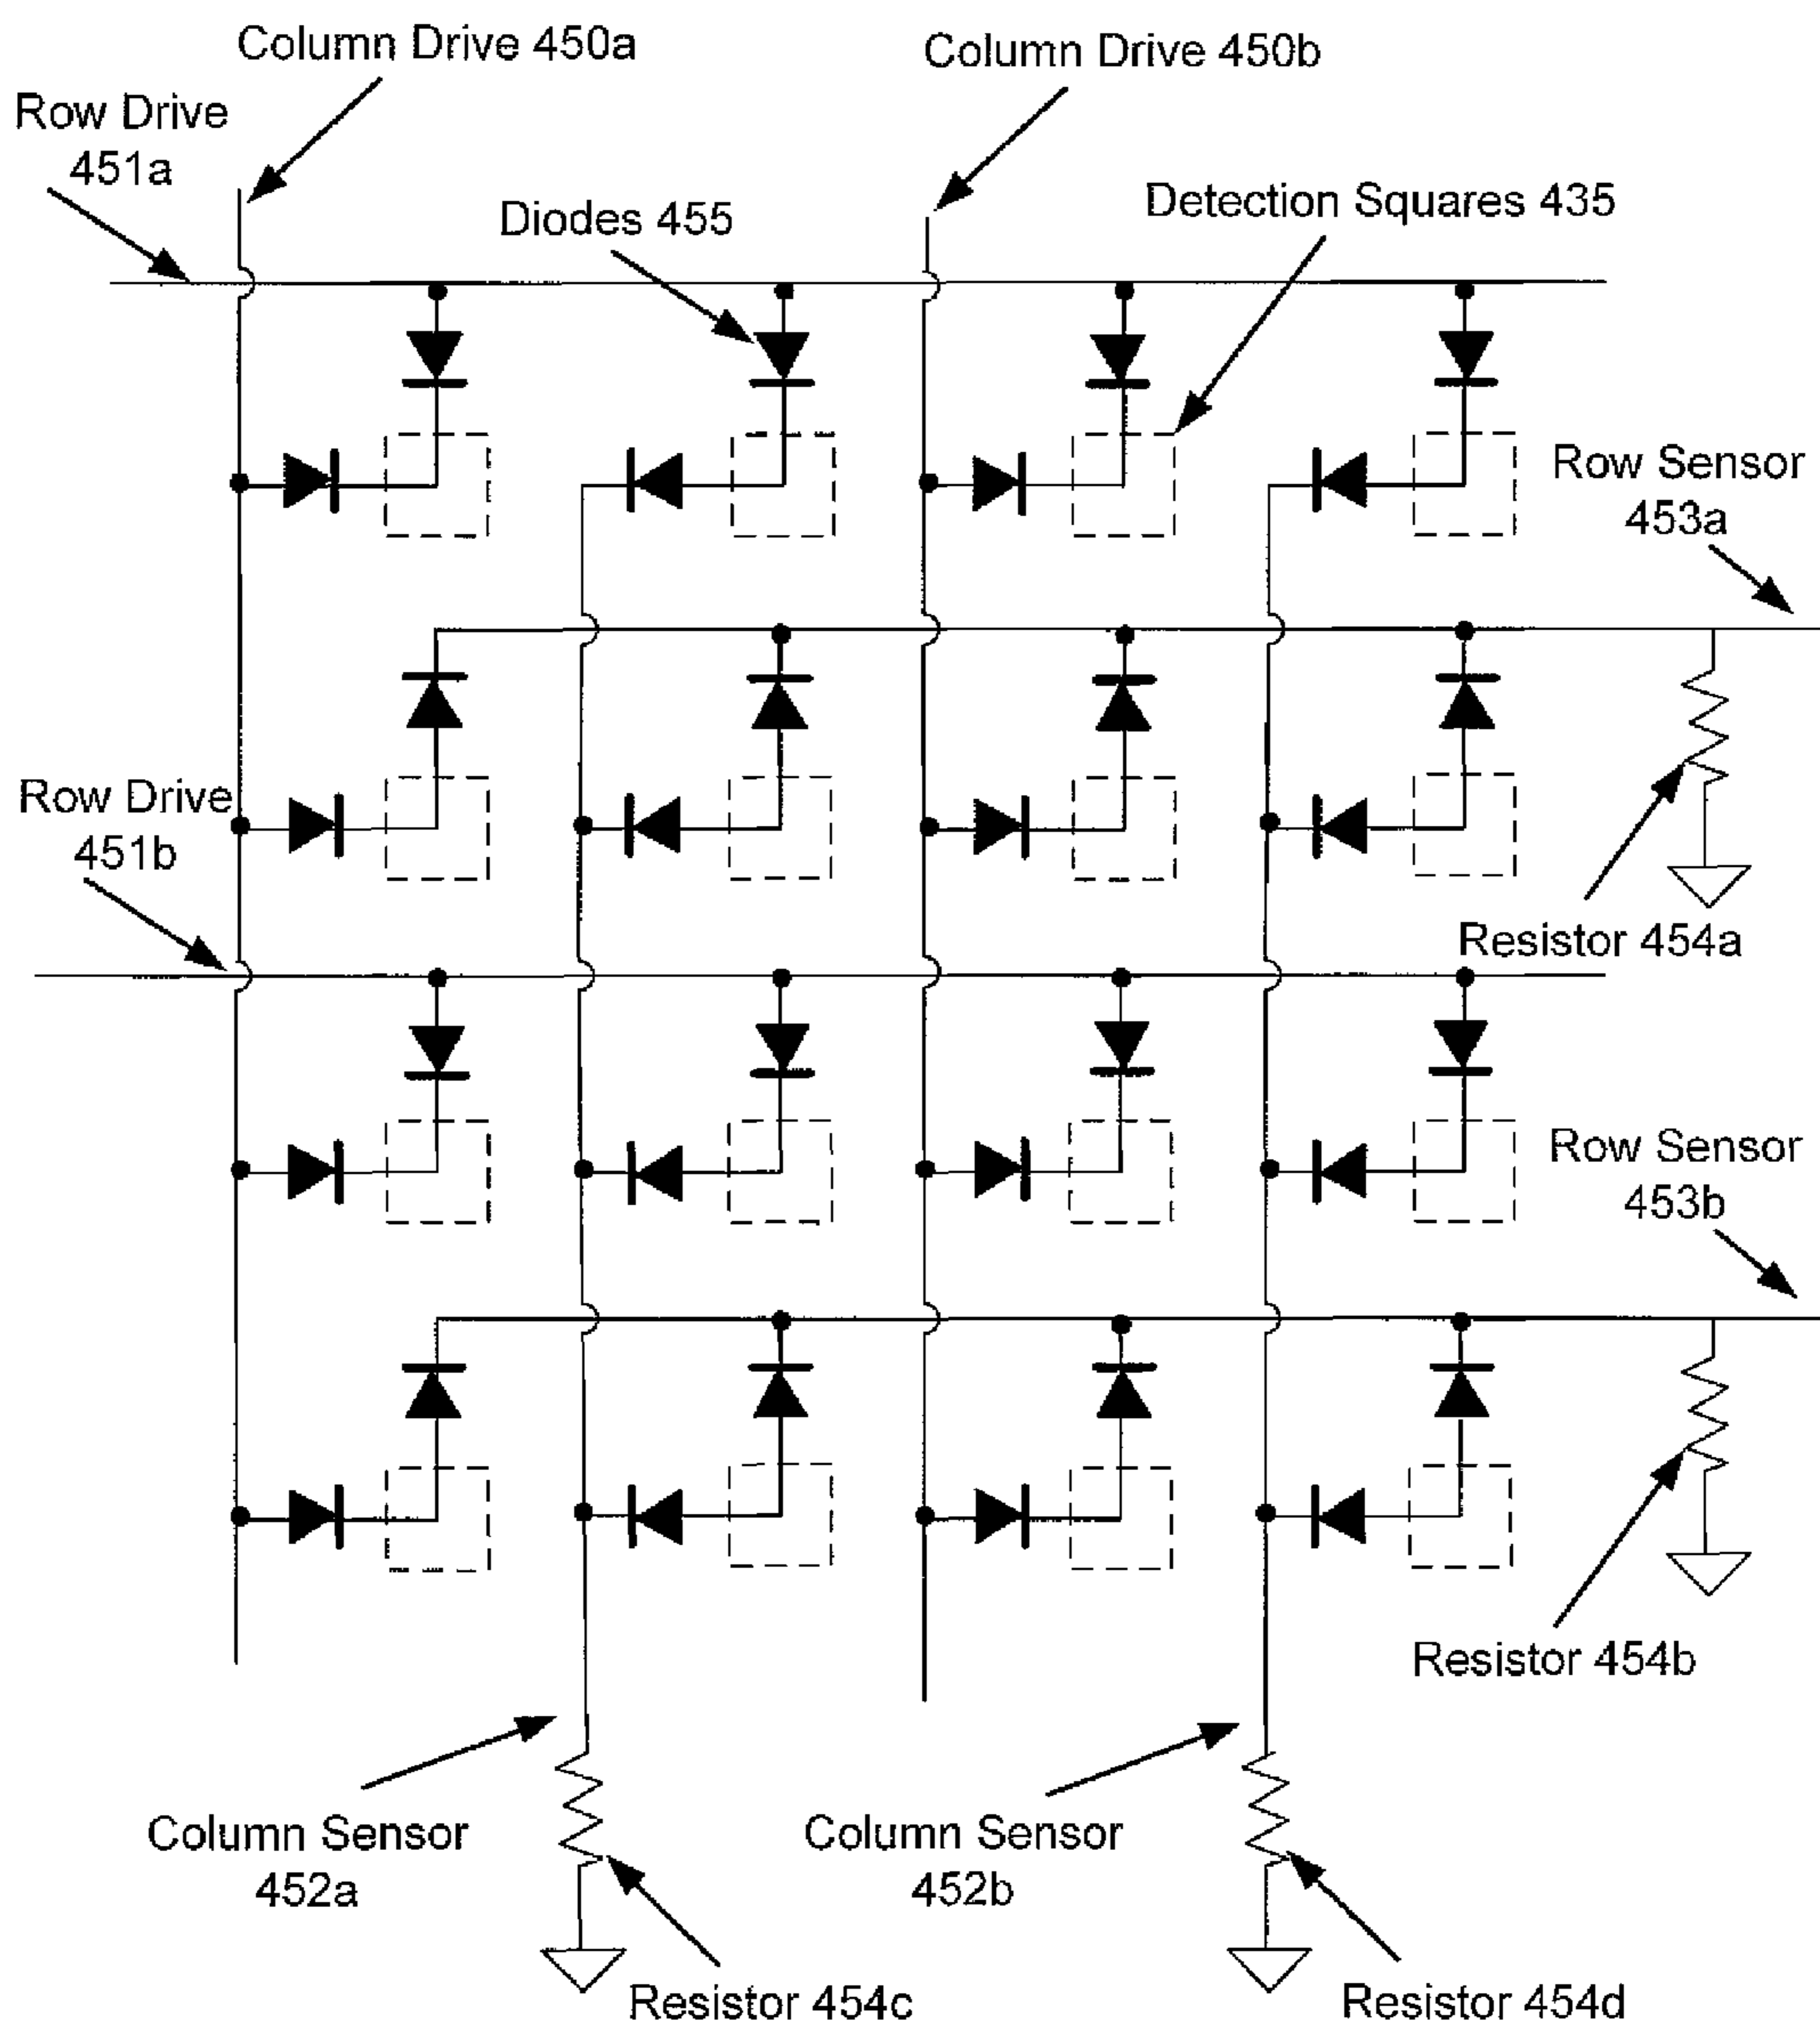 Column Drive 450a
Column Drive 450b
Row Drive
451a
Diodes 455
Detection Squares 435
Row Sensor
453a
Row Drive
451b
Resistor 454a
Row Sensor
453b
Resistor 454b
Column Sensor
452a
Column Sensor
452b
Resistor 454c
Resistor 454d